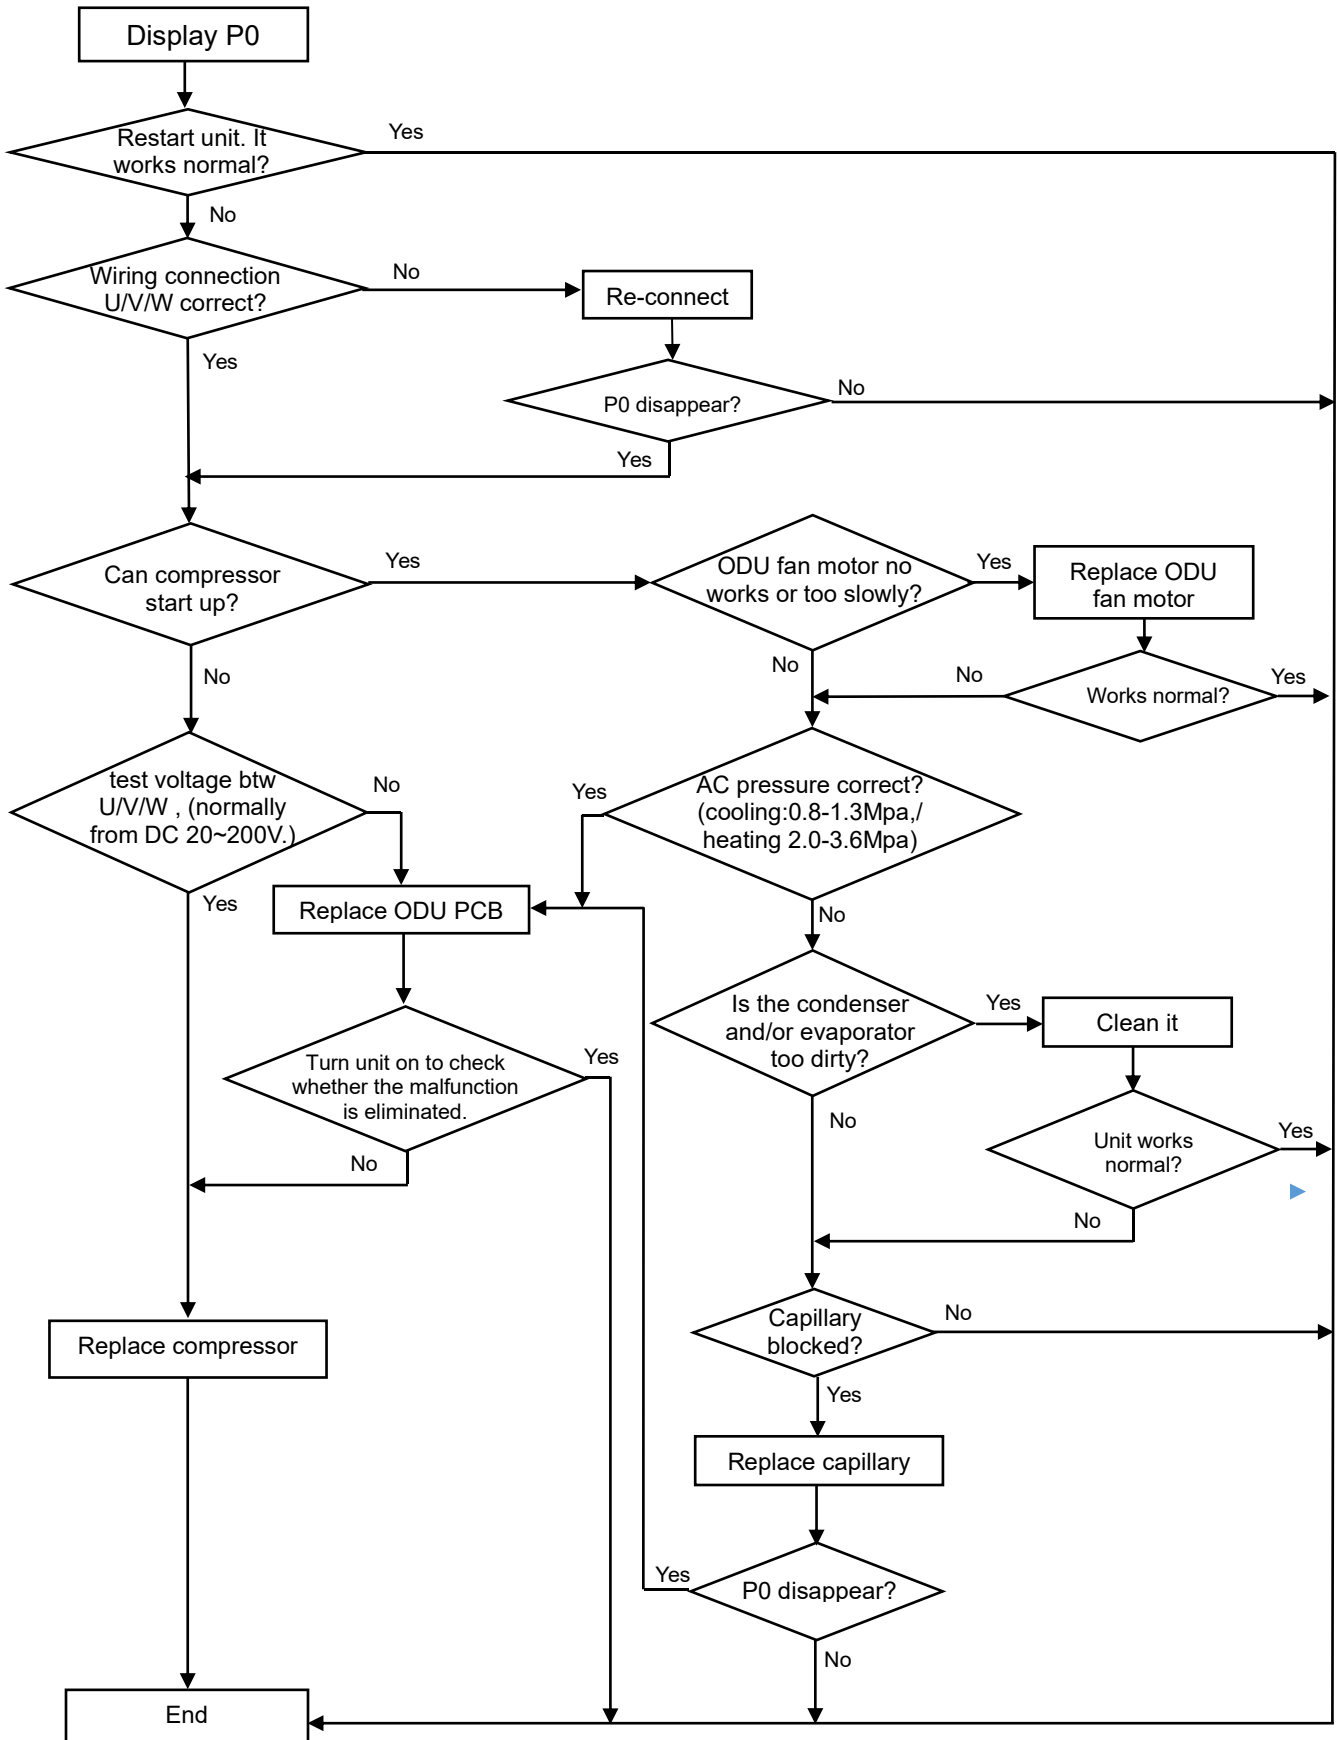 Display P0
Restart unit. It
works normal?
Yes
No
Wiring connection
U/V/W correct?
No
Re-connect
Yes
P0 disappear?
No
Yes
Can compressor
start up?
Yes
ODU fan motor no
works or too slowly?
Yes
Replace ODU
fan motor
No
No
No
Works normal?
Yes
test voltage btw
U/V/W , (normally
from DC 20~200V.)
No
Yes
AC pressure correct?
(cooling:0.8-1.3Mpa,/
heating 2.0-3.6Mpa)
Yes
Replace ODU PCB
No
Is the condenser
and/or evaporator
too dirty?
Yes
Clean it
Turn unit on to check
whether the malfunction
is eliminated.
Yes
No
No
Unit works
normal?
Yes
No
Capillary
blocked?
No
Replace compressor
Yes
Replace capillary
Yes
P0 disappear?
No
End